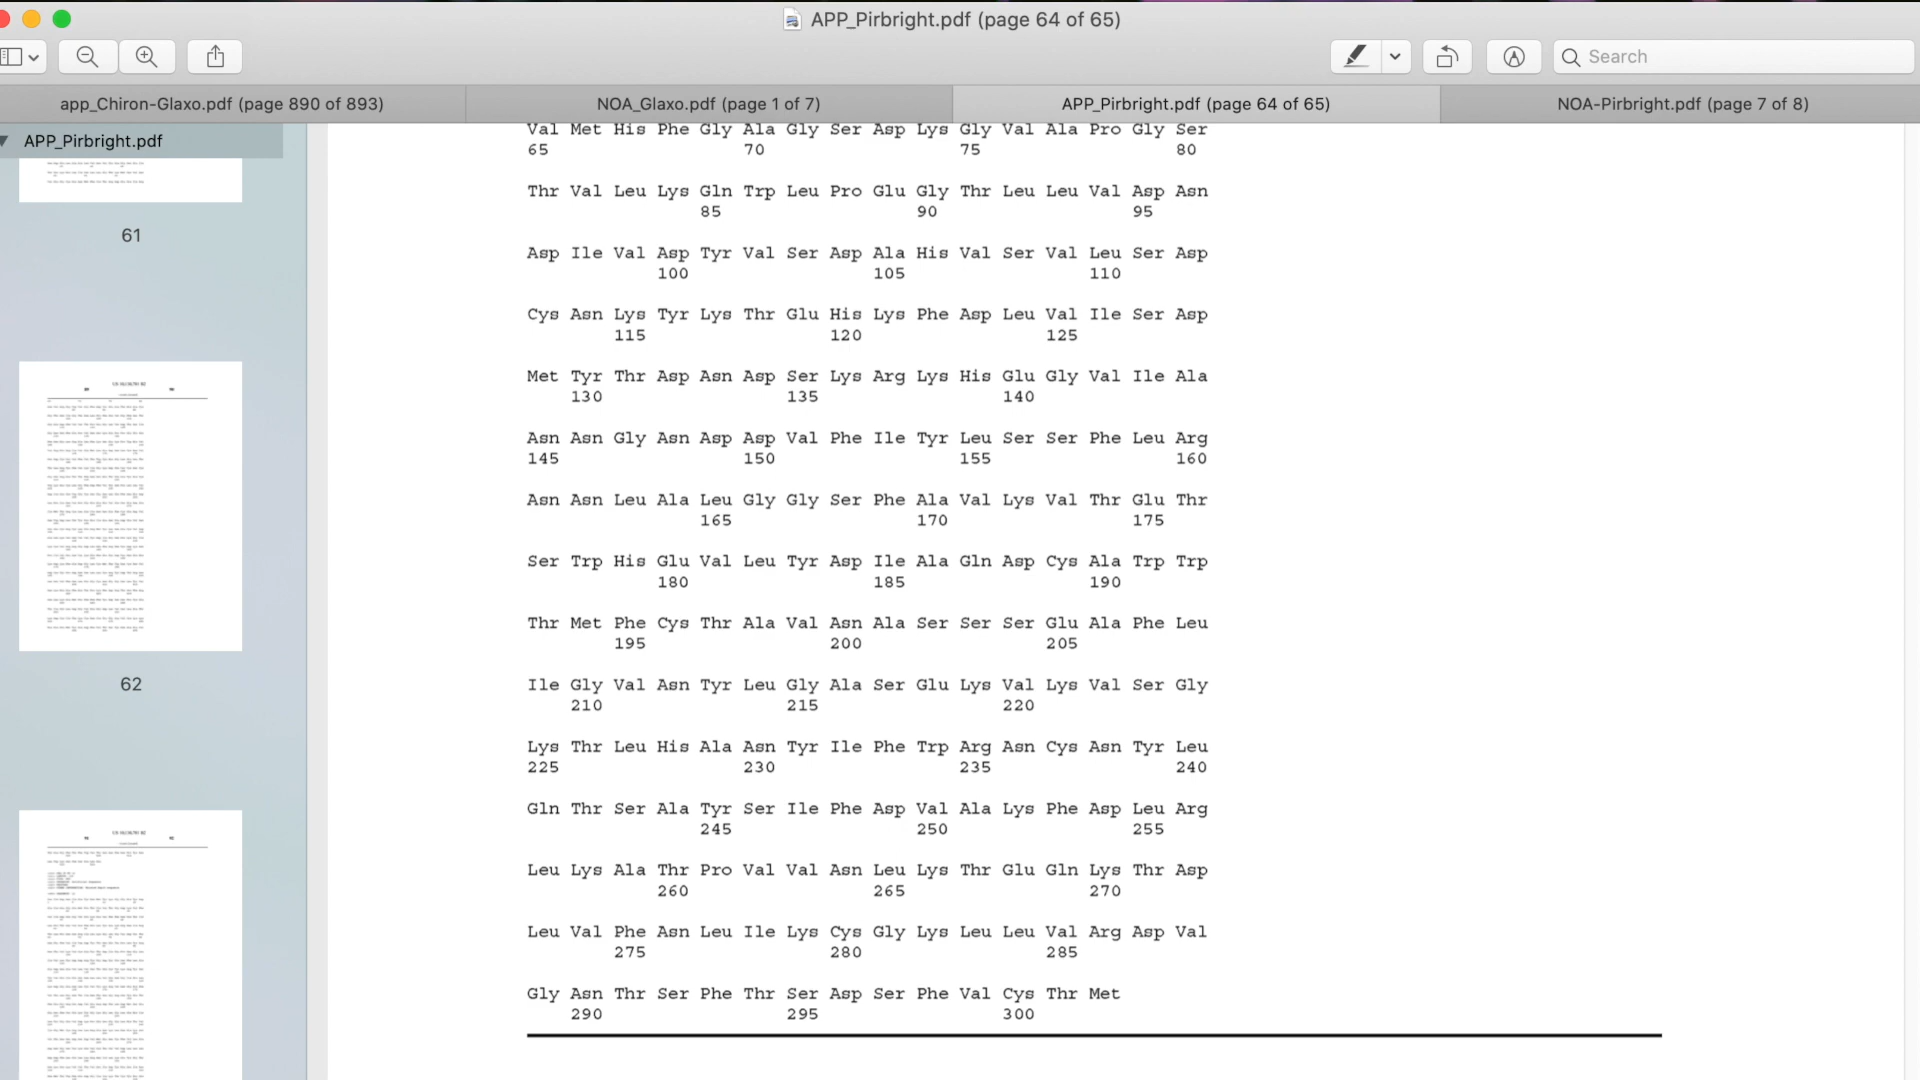 APP_Pirbright.pdf (page 64 of 65)
Search
app_Chiron-Glaxo.pdf (page 890 of 893)
NOA_Glaxo.pdf (page 1 of 7)
APP_Pirbright.pdf (page 64 of 65)
NOA-Pirbright.pdf (page 7 of 8)
APP_Pirbright.pdf
61
62
Val Met His Phe Gly Ala Gly Ser Asp Lys Gly Val Ala Pro Gly Ser
65 70 75 80
Thr Val Leu Lys Gln Trp Leu Pro Glu Gly Thr Leu Leu Val Asp Asn
85 90 95
Asp Ile Val Asp Tyr Val Ser Asp Ala His Val Ser Val Leu Ser Asp
100 105 110
Cys Asn Lys Tyr Lys Thr Glu His Lys Phe Asp Leu Val Ile Ser Asp
115 120 125
Met Tyr Thr Asp Asn Asp Ser Lys Arg Lys His Glu Gly Val Ile Ala
130 135 140
Asn Asn Gly Asn Asp Asp Val Phe Ile Tyr Leu Ser Ser Phe Leu Arg
145 150 155 160
Asn Asn Leu Ala Leu Gly Gly Ser Phe Ala Val Lys Val Thr Glu Thr
165 170 175
Ser Trp His Glu Val Leu Tyr Asp Ile Ala Gln Asp Cys Ala Trp Trp
180 185 190
Thr Met Phe Cys Thr Ala Val Asn Ala Ser Ser Ser Glu Ala Phe Leu
195 200 205
Ile Gly Val Asn Tyr Leu Gly Ala Ser Glu Lys Val Lys Val Ser Gly
210 215 220
Lys Thr Leu His Ala Asn Tyr Ile Phe Trp Arg Asn Cys Asn Tyr Leu
225 230 235 240
Gln Thr Ser Ala Tyr Ser Ile Phe Asp Val Ala Lys Phe Asp Leu Arg
245 250 255
Leu Lys Ala Thr Pro Val Val Asn Leu Lys Thr Glu Gln Lys Thr Asp
260 265 270
Leu Val Phe Asn Leu Ile Lys Cys Gly Lys Leu Leu Val Arg Asp Val
275 280 285
Gly Asn Thr Ser Phe Thr Ser Asp Ser Phe Val Cys Thr Met
290 295 300